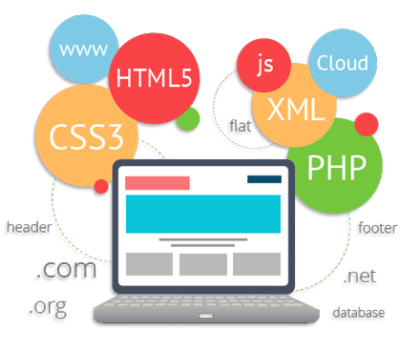 www
HTML5
js
Cloud
CSS3
flat
XML
PHP
header
footer
.com
.net
.org
database